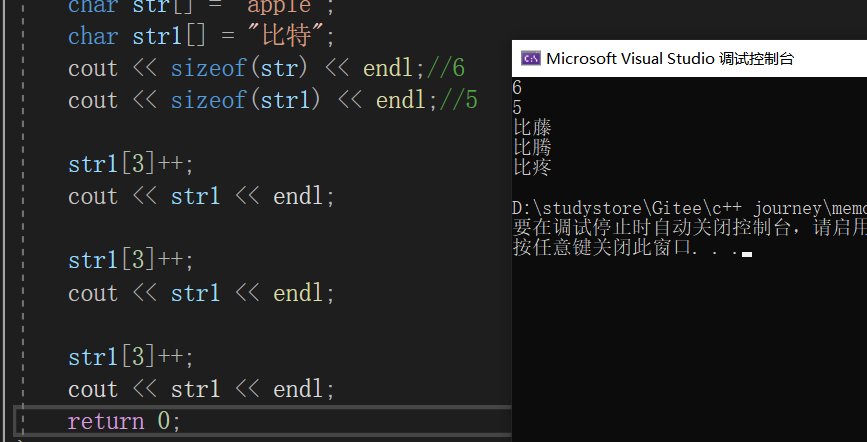 char str[] = "apple";
char str1[] = "比特";
cout << sizeof(str) << endl;//6
cout << sizeof(str1) << endl;//5
str1[3]++;
cout << str1 << endl;
str1[3]++;
cout << str1 << endl;
str1[3]++;
cout << str1 << endl;
return 0;
Microsoft Visual Studio 调试控制台
6
5
比藤
比腾
比疼
D:\studystore\Gitee\c++ journey\memo
要在调试停止时自动关闭控制台，请启用
按任意键关闭此窗口. . .